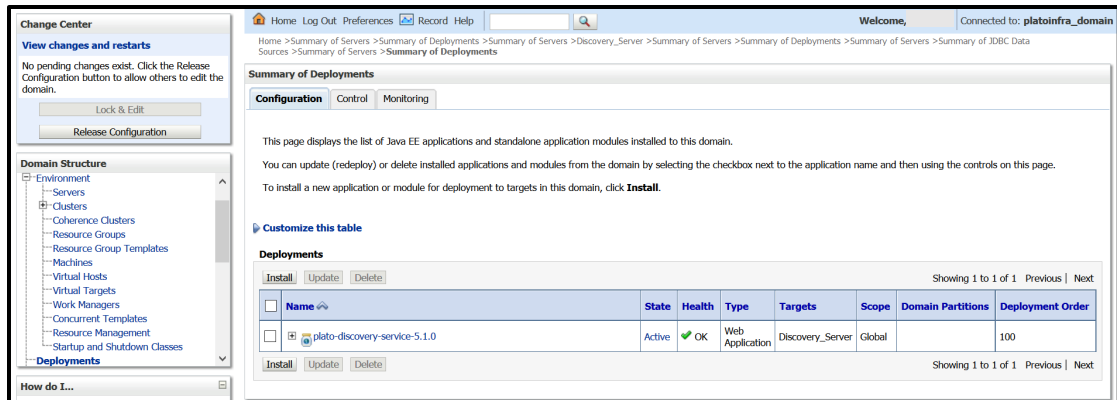 Change Center
View changes and restarts
No pending changes exist. Click the Release
Configuration button to allow others to edit the
domain.
Lock & Edit
Release Configuration
Domain Structure
Environment
Servers
Clusters
Coherence Clusters
Resource Groups
Resource Group Templates
Machines
Virtual Hosts
Virtual Targets
Work Managers
Concurrent Templates
Resource Management
Startup and Shutdown Classes
Deployments
How do I...
Home Log Out Preferences Record Help
Welcome, Connected to: platoinfra_domain
Home >Summary of Servers >Summary of Deployments >Summary of Servers >Discovery_Server >Summary of Servers >Summary of Deployments >Summary of Servers >Summary of JDBC Data
Sources >Summary of Servers >Summary of Deployments
Summary of Deployments
Configuration Control Monitoring
This page displays the list of Java EE applications and standalone application modules installed to this domain.
You can update (redeploy) or delete installed applications and modules from the domain by selecting the checkbox next to the application name and then using the controls on this page.
To install a new application or module for deployment to targets in this domain, click Install.
Customize this table
Deployments
Install Update Delete Showing 1 to 1 of 1 Previous | Next
Name State Health Type Targets Scope Domain Partitions Deployment Order
plato-discovery-service-5.1.0 Active OK Web Application Discovery_Server Global 100
Install Update Delete Showing 1 to 1 of 1 Previous | Next